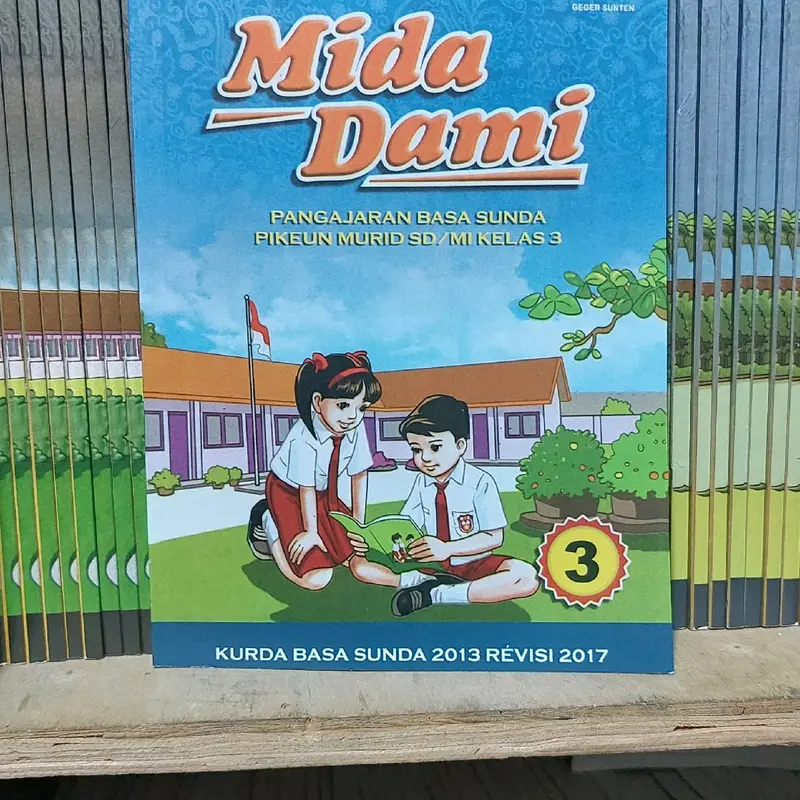 GEGER SUNTEN
Mida
Dami
PANGAJARAN BASA SUNDA
PIKEUN MURID SD/MI KELAS 3
3
KURDA BASA SUNDA 2013 RÉVISI 2017